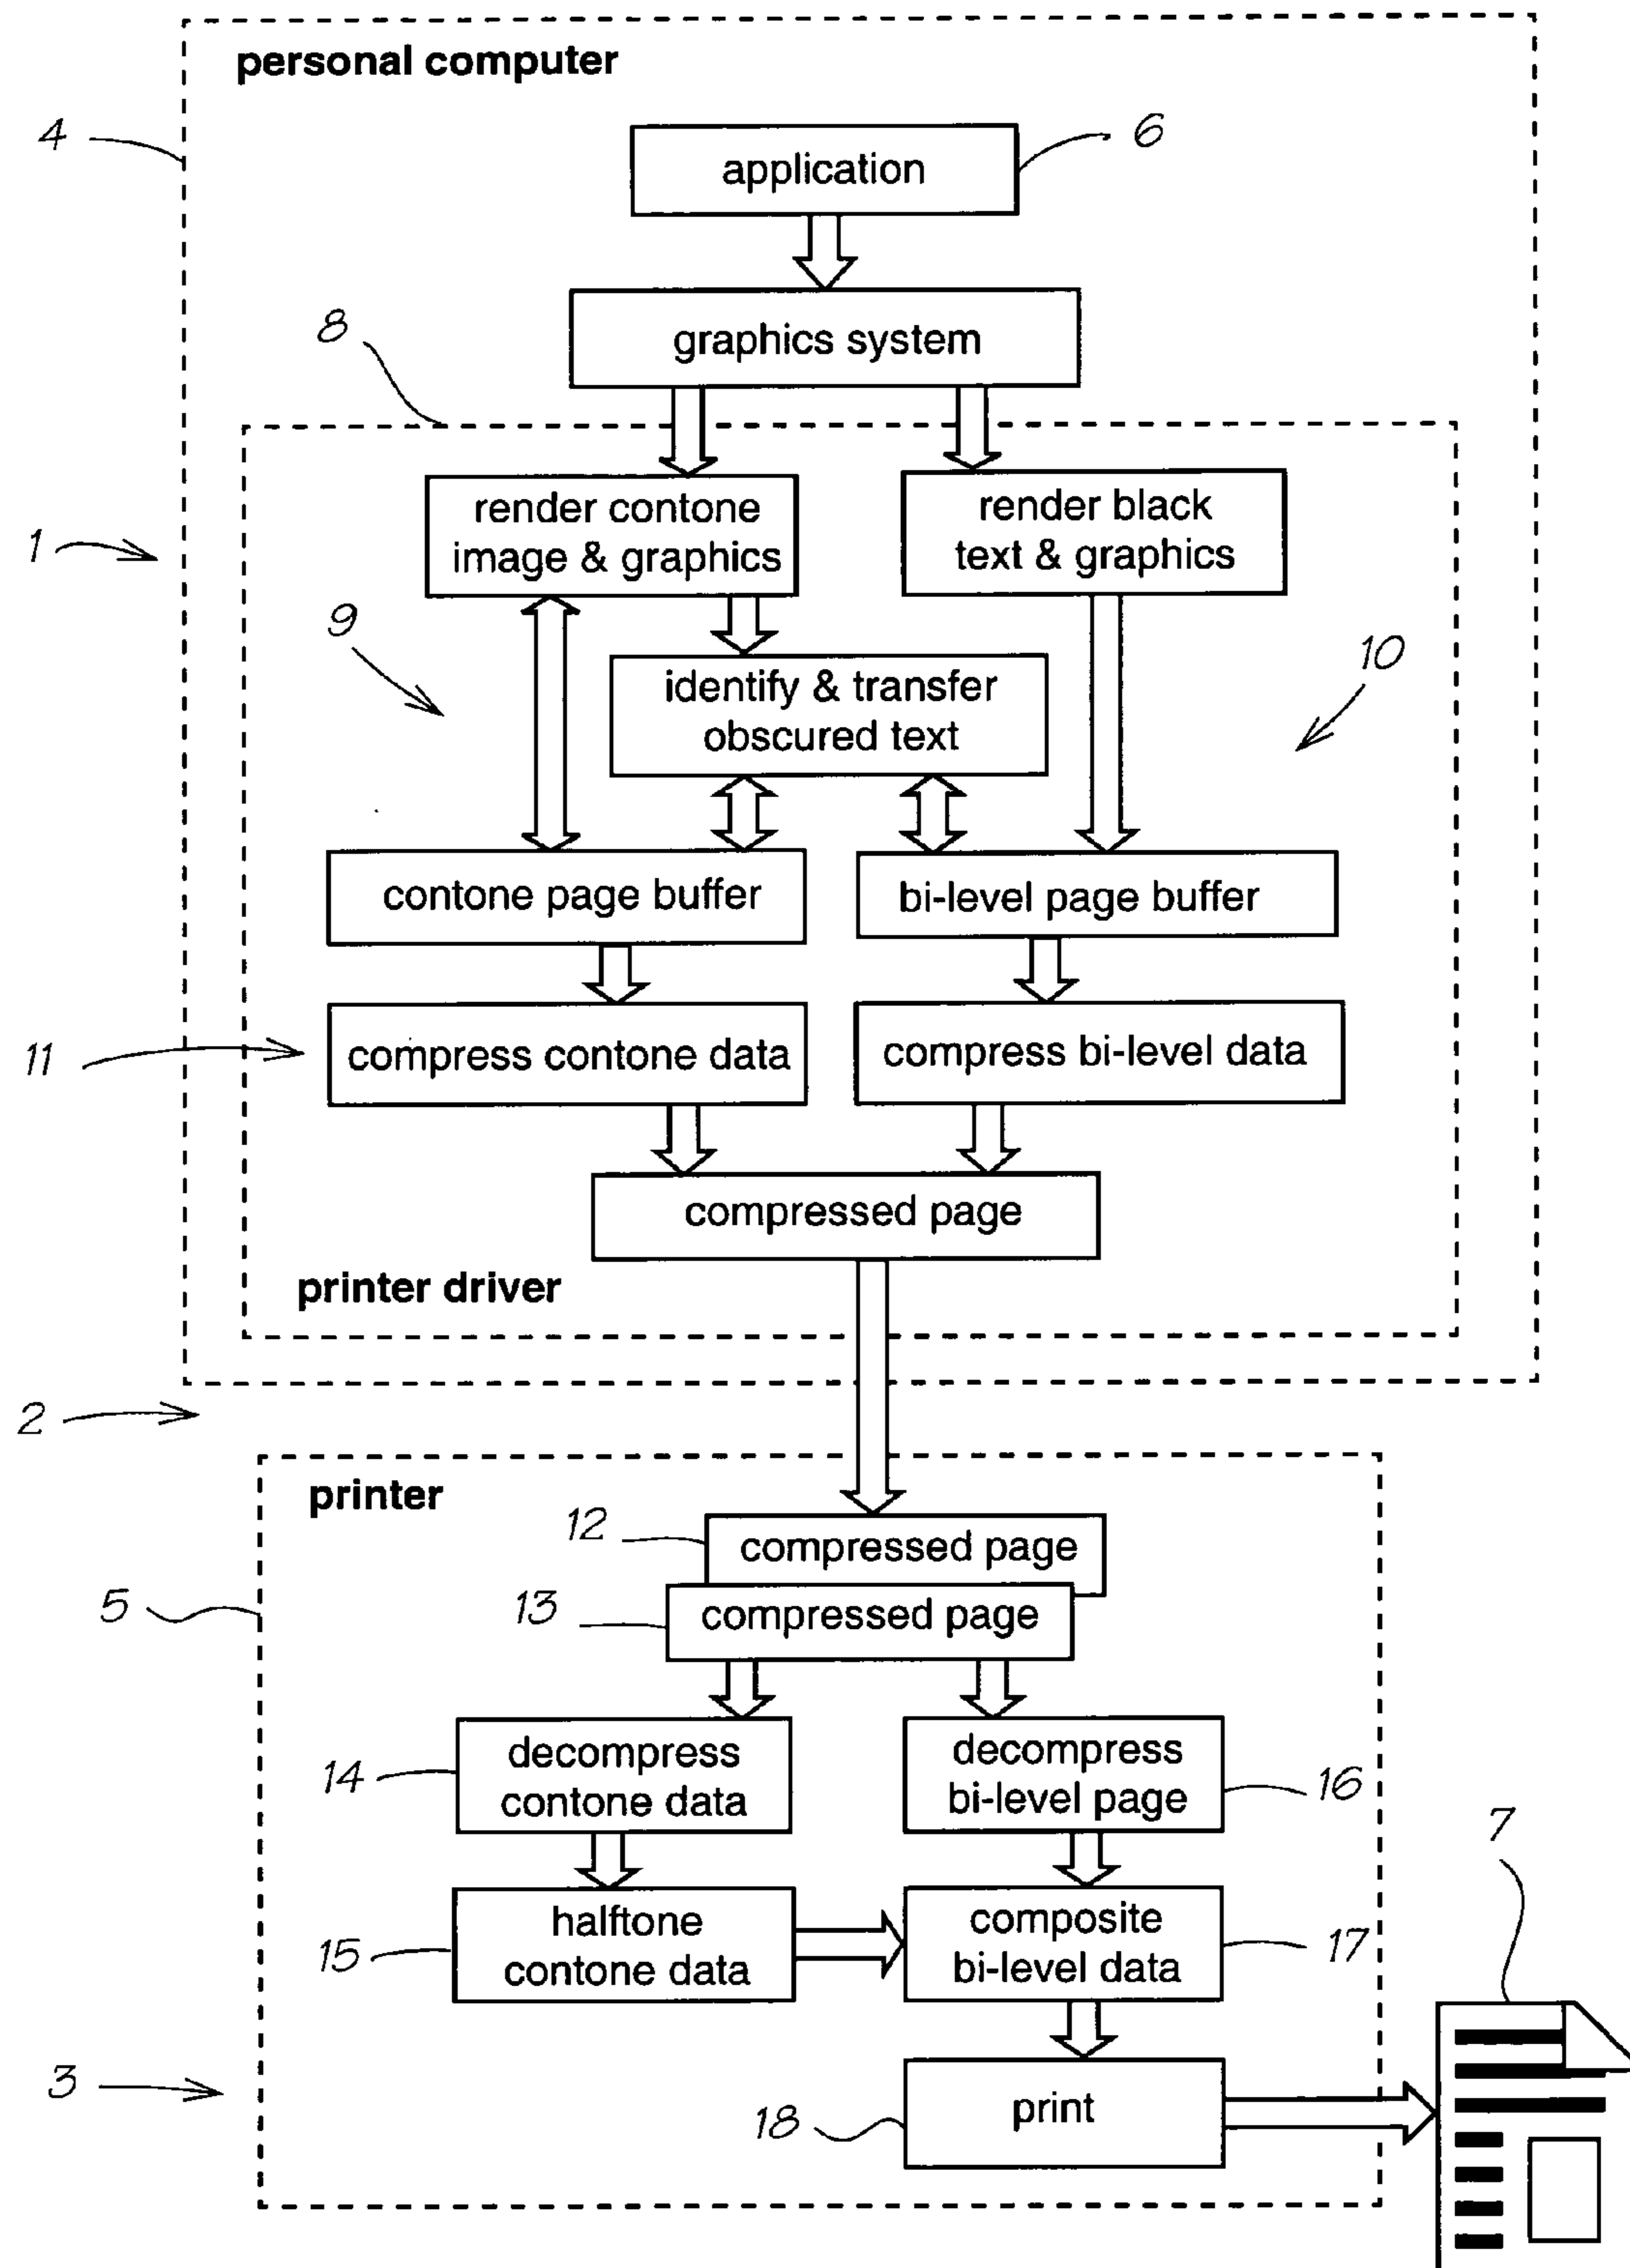 personal computer
4
application
6
graphics system
8
render contone
image & graphics
render black
text & graphics
1
9
identify & transfer
obscured text
10
contone page buffer
bi-level page buffer
11
compress contone data
compress bi-level data
compressed page
printer driver
2
printer
12
compressed page
5
13
compressed page
14
decompress
contone data
decompress
bi-level page
16
7
15
halftone
contone data
composite
bi-level data
17
3
18
print